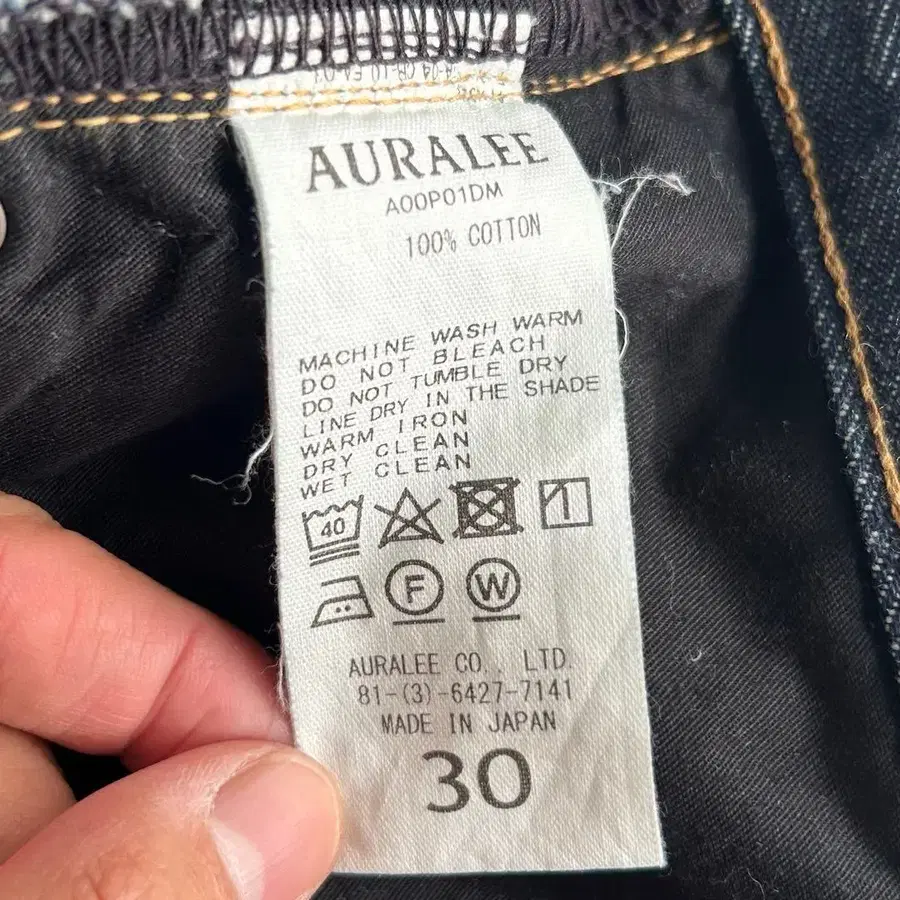 AURALEE
A00P01DM
100% COTTON
MACHINE WASH WARM
DO NOT BLEACH
DO NOT TUMBLE DRY
LINE DRY IN THE SHADE
WARM IRON
DRY CLEAN
WET CLEAN
40
F W
AURALEE CO., LTD.
81-(3)-6427-7141
MADE IN JAPAN
30